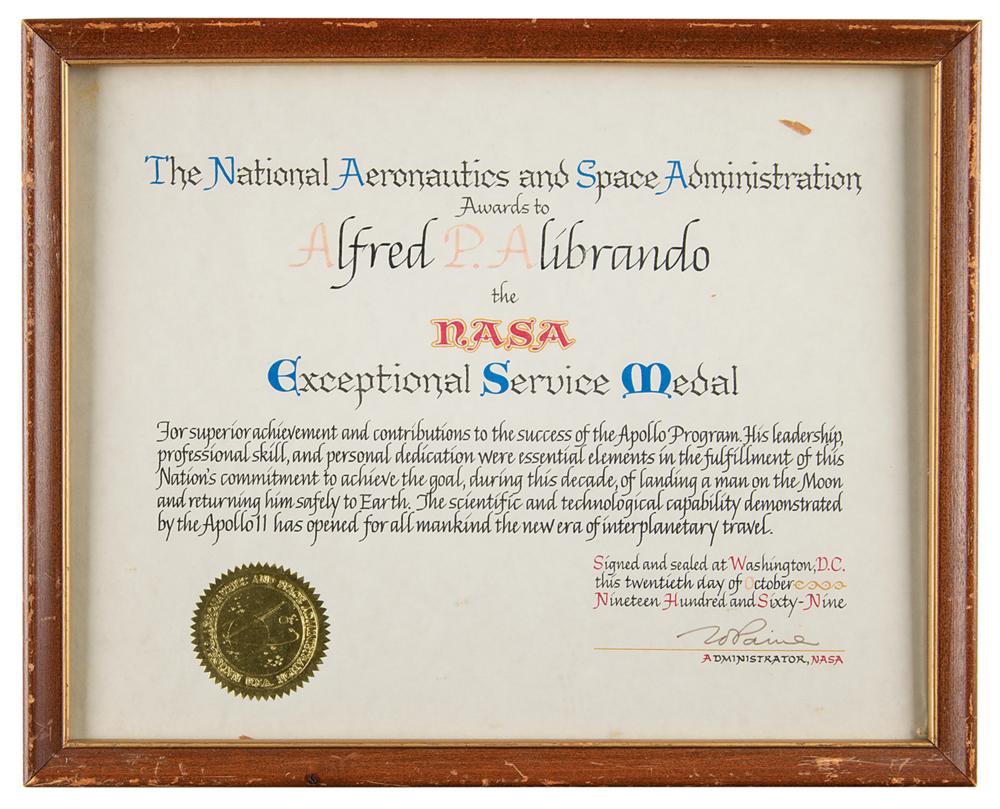 The National Aeronautics and Space Administration
Awards to
Alfred P. Alibrando
the
NASA
Exceptional Service Medal
For superior achievement and contributions to the success of the Apollo Program. His leadership,
professional skill, and personal dedication were essential elements in the fulfillment of this
Nation's commitment to achieve the goal, during this decade, of landing a man on the Moon
and returning him safely to Earth. The scientific and technological capability demonstrated
by the Apollo 11 has opened for all mankind the new era of interplanetary travel.
Signed and sealed at Washington, D.C.
this twentieth day of October
Nineteen Hundred and Sixty-Nine
TOPaine
ADMINISTRATOR, NASA